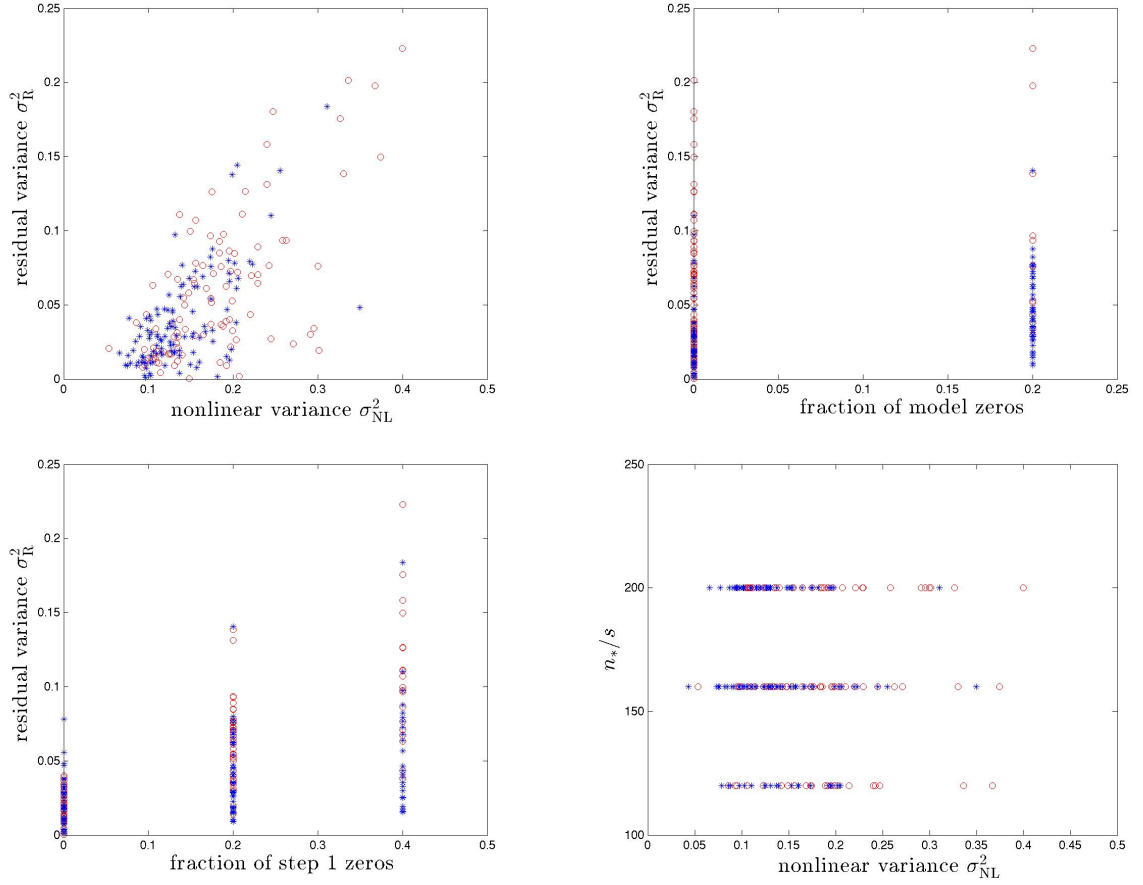 0.25
0.2
0.15
0.1
0.05
0
residual variance σ²_R
0 0.1 0.2 0.3 0.4 0.5
nonlinear variance σ²_NL
0.25
0.2
0.15
0.1
0.05
0
residual variance σ²_R
0 0.05 0.1 0.15 0.2 0.25
fraction of model zeros
0.25
0.2
0.15
0.1
0.05
0
residual variance σ²_R
0 0.1 0.2 0.3 0.4 0.5
fraction of step 1 zeros
250
200
150
100
n_*/s
0 0.05 0.1 0.15 0.2 0.25 0.3 0.35 0.4 0.45 0.5
nonlinear variance σ²_NL